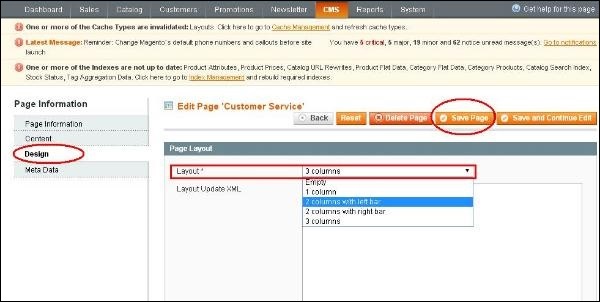 Dashboard Sales Catalog Customers Promotions Newsletter CMS Reports System Get help for this page
One or more of the Cache Types are invalidated: Layouts. Click here to go to Cache Management and refresh cache types.
Latest Message: Reminder: Change Magento's default phone numbers and callouts before site launch You have 6 critical, 5 major, 19 minor and 62 notice unread message(s). Go to notifications
One or more of the Indexes are not up to date: Product Attributes, Product Prices, Catalog URL Rewrites, Product Flat Data, Category Flat Data, Category Products, Catalog Search Index,
Stock Status, Tag Aggregation Data. Click here to go to Index Management and rebuild required indexes.
Page Information
Page Information
Content
Design
Meta Data
Edit Page 'Customer Service'
Back Reset Delete Page Save Page Save and Continue Edit
Page Layout
Layout * 3 columns
Layout Update XML
Empty
1 column
2 columns with left bar
2 columns with right bar
3 columns